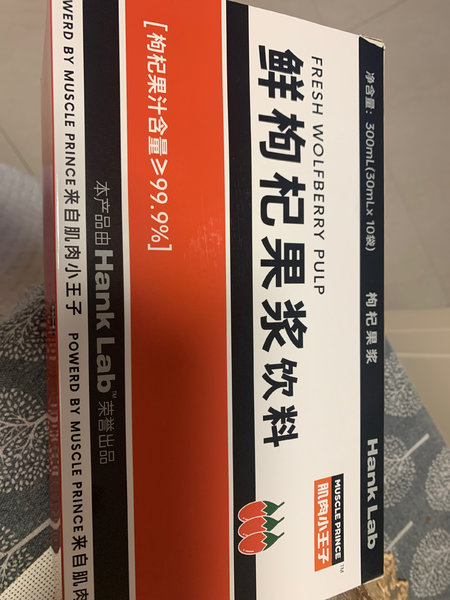 净含量：300mL(30mL x 10袋) 枸杞果浆 Hank Lab
FRESH WOLFBERRY PULP
鲜枸杞果浆饮料
MUSCLE PRINCE™
肌肉小王子
[枸杞果汁含量≥99.9%]
本产品由Hank Lab™荣誉出品
POWERD BY MUSCLE PRINCE来自肌肉小王子 POWERD BY MUSCLE PRINCE来自肌肉